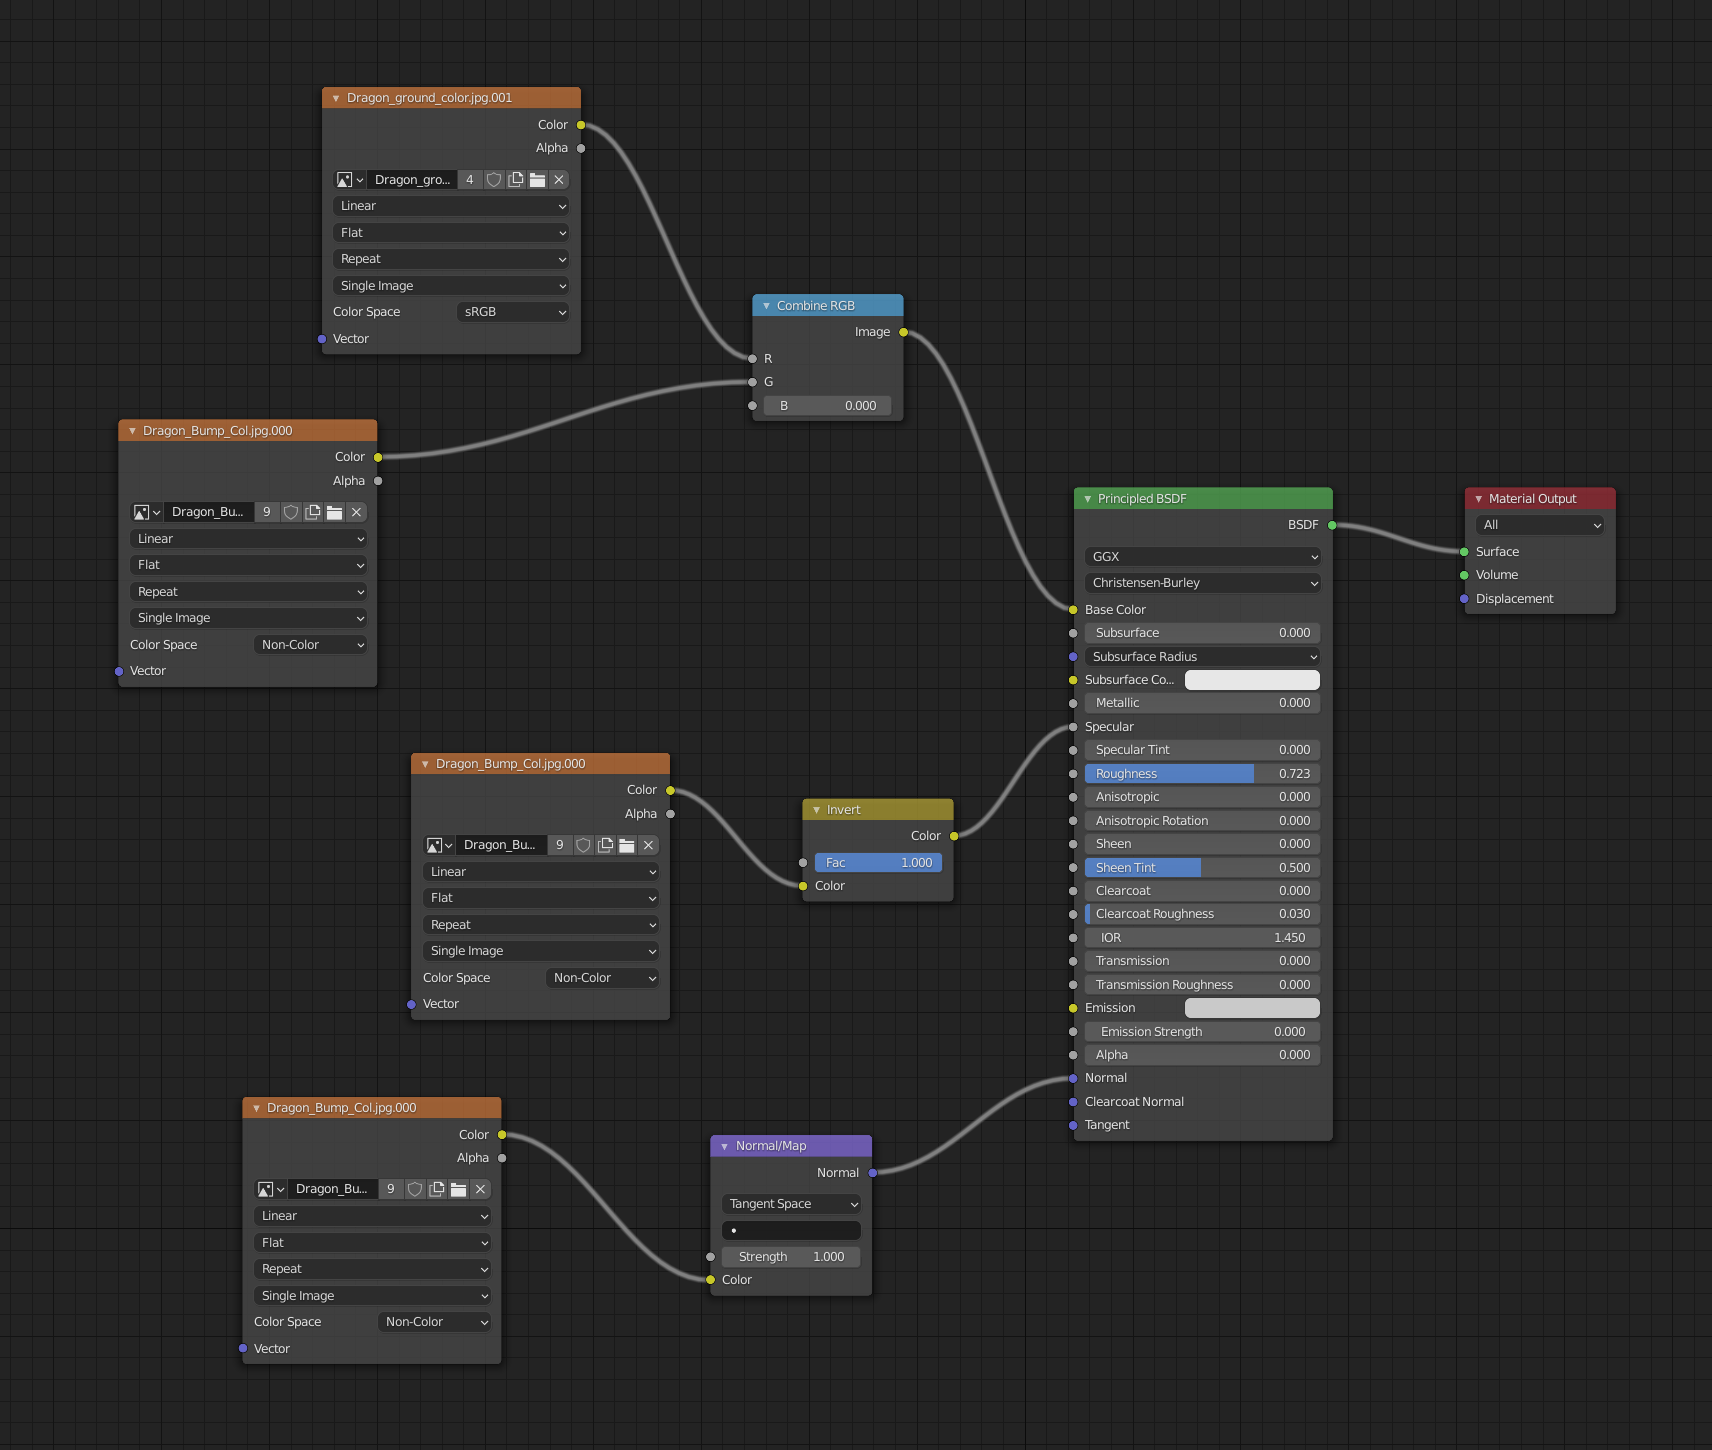 Dragon_ground_color.jpg.001
Color
Alpha
Dragon_gro... 4
Linear
Flat
Repeat
Single Image
Color Space sRGB
Vector
Combine RGB
Image
R
G
B 0.000
Dragon_Bump_Col.jpg.000
Color
Alpha
Dragon_Bu... 9
Linear
Flat
Repeat
Single Image
Color Space Non-Color
Vector
Principled BSDF
BSDF
GGX
Christensen-Burley
Base Color
Subsurface 0.000
Subsurface Radius
Subsurface Co...
Metallic 0.000
Specular
Specular Tint 0.000
Roughness 0.723
Anisotropic 0.000
Anisotropic Rotation 0.000
Sheen 0.000
Sheen Tint 0.500
Clearcoat 0.000
Clearcoat Roughness 0.030
IOR 1.450
Transmission 0.000
Transmission Roughness 0.000
Emission
Emission Strength 0.000
Alpha 0.000
Normal
Clearcoat Normal
Tangent
Material Output
All
Surface
Volume
Displacement
Dragon_Bump_Col.jpg.000
Color
Alpha
Dragon_Bu... 9
Linear
Flat
Repeat
Single Image
Color Space Non-Color
Vector
Invert
Color
Fac 1.000
Color
Dragon_Bump_Col.jpg.000
Color
Alpha
Dragon_Bu... 9
Linear
Flat
Repeat
Single Image
Color Space Non-Color
Vector
Normal/Map
Normal
Tangent Space
Strength 1.000
Color